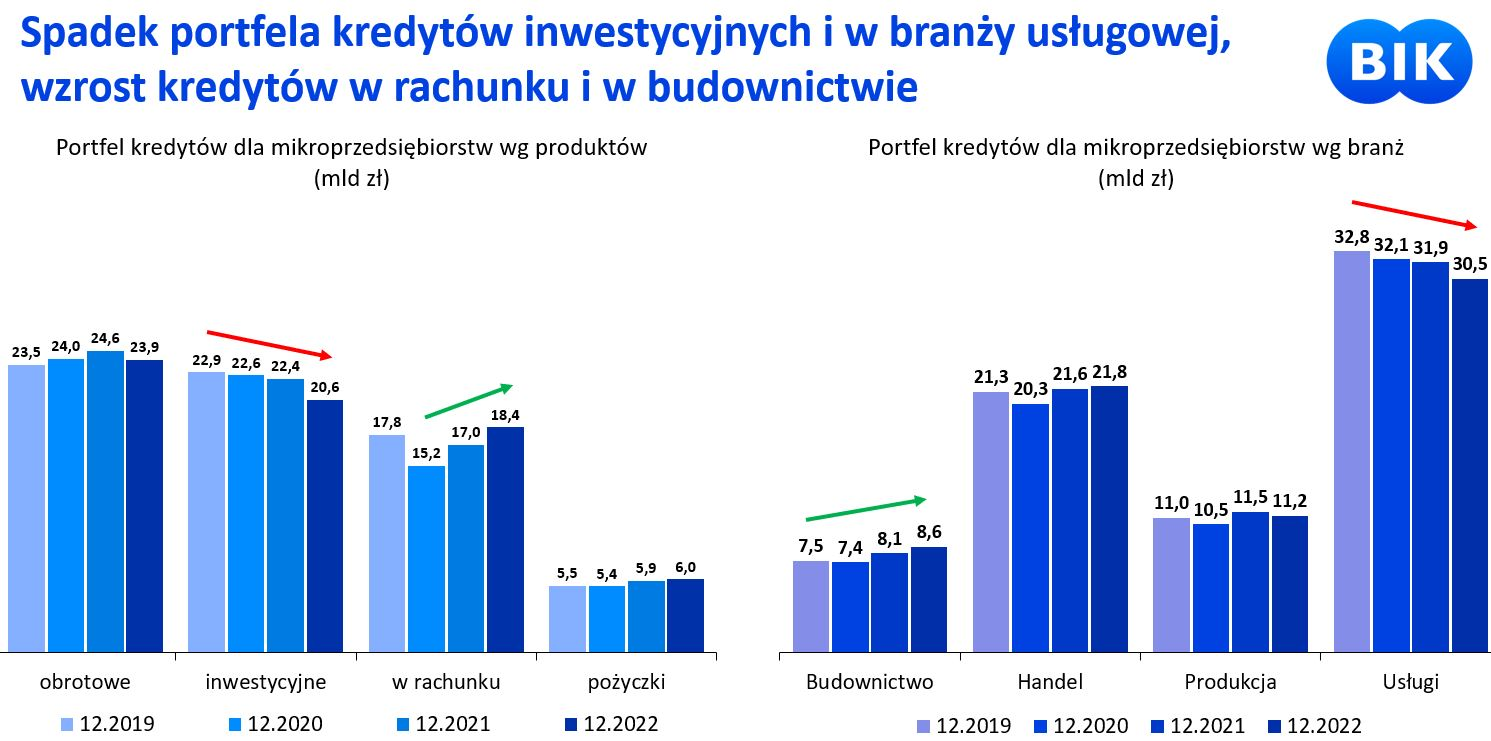 Spadek portfela kredytów inwestycyjnych i w branży usługowej,
wzrost kredytów w rachunku i w budownictwie
BIK
Portfel kredytów dla mikroprzedsiębiorstw wg produktów
(mld zł)
23,5 24,0 24,6 23,9
22,9 22,6 22,4 20,6
17,8 15,2 17,0 18,4
5,5 5,4 5,9 6,0
obrotowe inwestycyjne w rachunku pożyczki
12.2019 12.2020 12.2021 12.2022
Portfel kredytów dla mikroprzedsiębiorstw wg branż
(mld zł)
7,5 7,4 8,1 8,6
21,3 20,3 21,6 21,8
11,0 10,5 11,5 11,2
32,8 32,1 31,9 30,5
Budownictwo Handel Produkcja Usługi
12.2019 12.2020 12.2021 12.2022